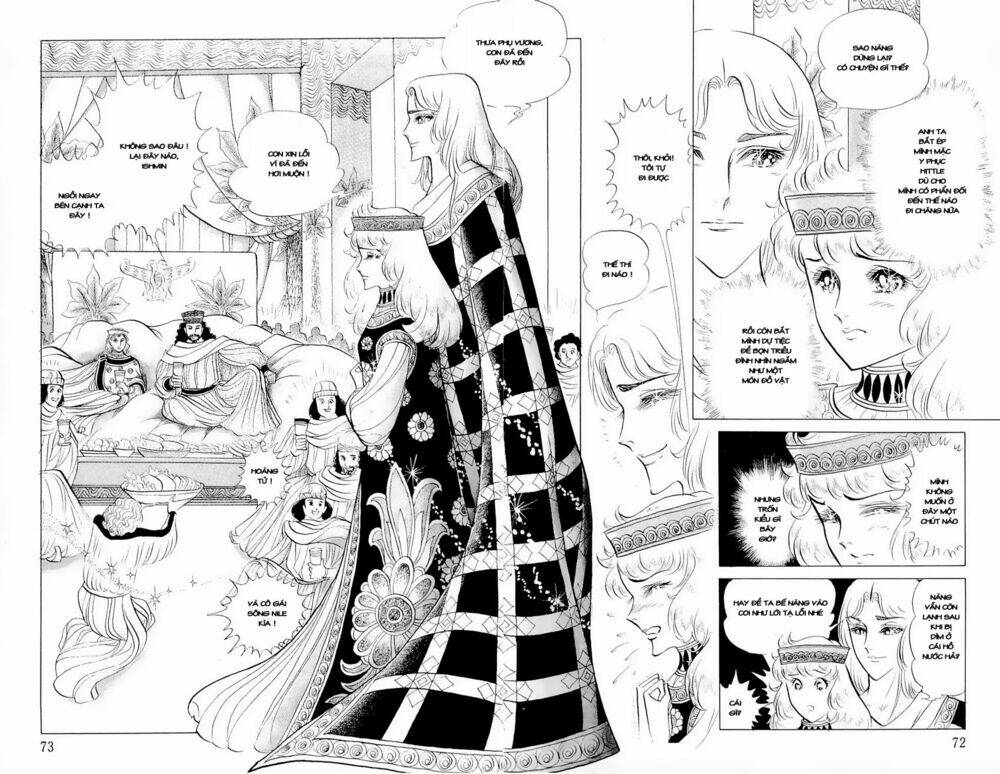 SAO NÀNG
DỪNG LẠI?
CÓ CHUYỆN GÌ THẾ?
ANH TA
BẮT ÉP
MÌNH MẶC
Y PHỤC
HITTLE
DÙ CHO
MÌNH CÓ PHẢN ĐỐI
ĐẾN THẾ NÀO
ĐI CHĂNG NỮA
RỒI CÒN BẮT
MÌNH DỰ TIỆC
ĐỂ BỌN TRIỀU
ĐÌNH NHÌN NGẮM
NHƯ MỘT
MÓN ĐỒ VẬT
MÌNH
KHÔNG
MUỐN Ở
ĐÂY MỘT
CHÚT NÀO
NHƯNG
TRỐN
KIỂU GÌ
BÂY
GIỜ?
NÀNG
VẪN CÒN
LẠNH SAU
KHI BỊ
DÌM Ở
CÁI HỒ
NƯỚC HẢ?
HAY ĐỂ TA BẾ NÀNG VÀO
COI NHƯ LỜI TẠ LỖI NHÉ
CÁI
GÌ?
THÔI, KHỎI!
TÔI TỰ
ĐI ĐƯỢC
THẾ THÌ
ĐI NÀO !
72
THƯA PHỤ VƯƠNG,
CON ĐÃ ĐẾN
ĐÂY RỒI
CON XIN LỖI
VÌ ĐÃ ĐẾN
HƠI MUỘN !
KHÔNG SAO ĐÂU !
LẠI ĐÂY NÀO,
ISHMIN
NGỒI NGAY
BÊN CẠNH TA
ĐÂY !
HOÀNG
TỬ !
VÀ CÔ GÁI
SÔNG NILE
KÌA !
73